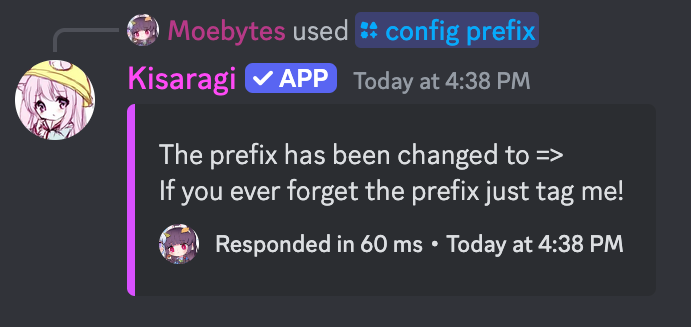 Moebytes used config prefix
Kisaragi ✓ APP Today at 4:38 PM
The prefix has been changed to =>
If you ever forget the prefix just tag me!
Responded in 60 ms • Today at 4:38 PM